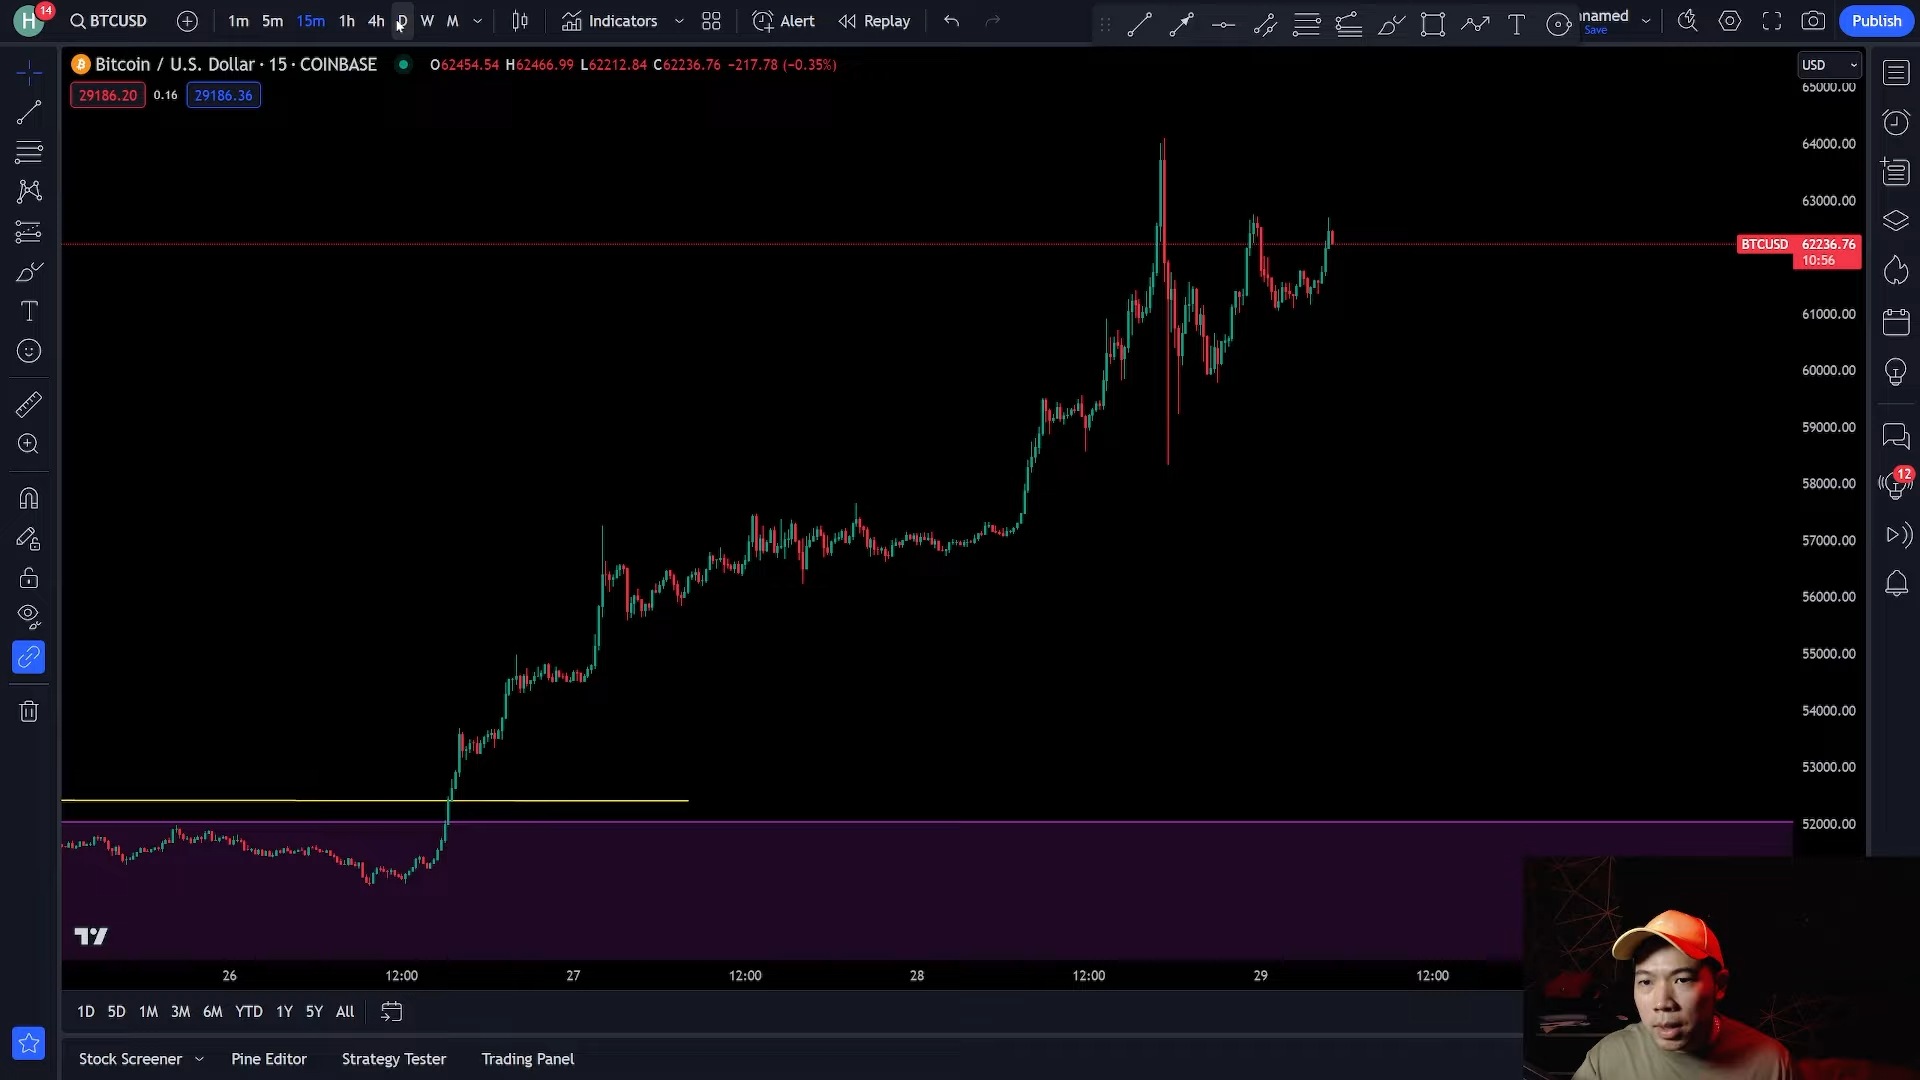 H 14 BTCUSD 1m 5m 15m 1h 4h D W M Indicators Alert Replay T nnamed Save Publish
Bitcoin / U.S. Dollar · 15 · COINBASE O62454.54 H62466.99 L62212.84 C62236.76 −217.78 (−0.35%) USD
29186.20 0.16 29186.36
65000.00
64000.00
63000.00
BTCUSD 62236.76
10:56
61000.00
60000.00
59000.00
58000.00
12
57000.00
56000.00
55000.00
54000.00
53000.00
52000.00
26 12:00 27 12:00 28 12:00 29 12:00
1D 5D 1M 3M 6M YTD 1Y 5Y All
Stock Screener Pine Editor Strategy Tester Trading Panel